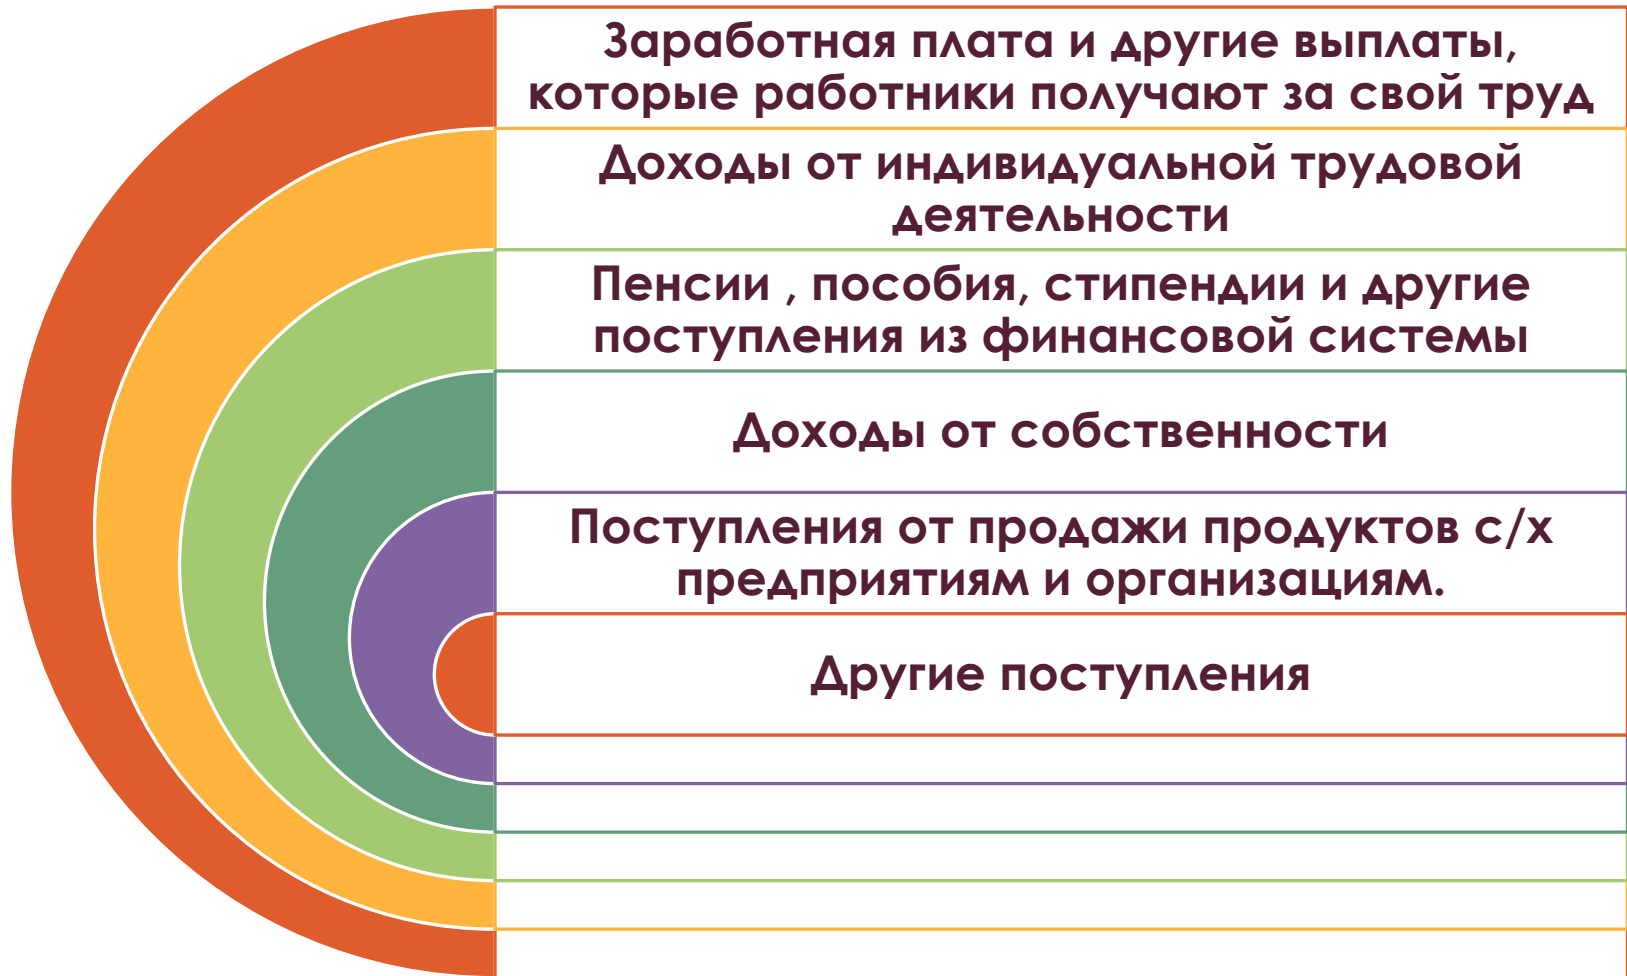 Заработная плата и другие выплаты,
которые работники получают за свой труд
Доходы от индивидуальной трудовой
деятельности
Пенсии , пособия, стипендии и другие
поступления из финансовой системы
Доходы от собственности
Поступления от продажи продуктов с/х
предприятиям и организациям.
Другие поступления